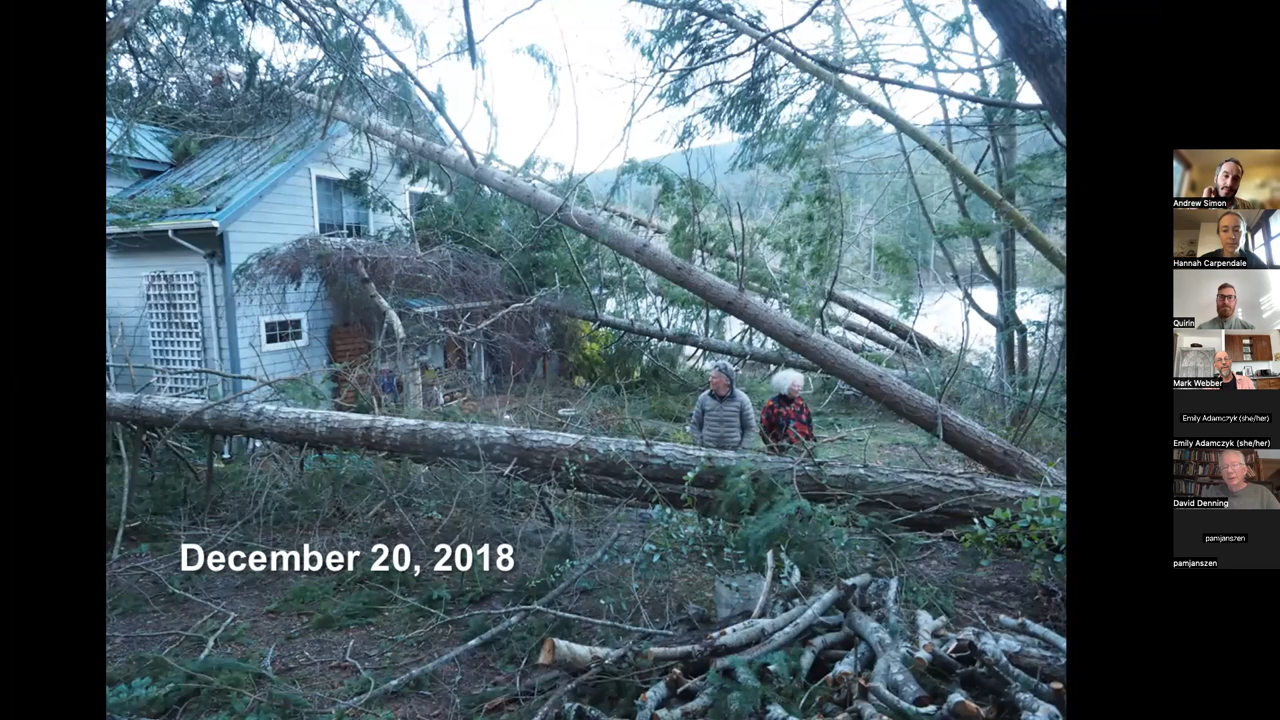 December 20, 2018
Andrew Simon
Hannah Carpendale
Quirin
Mark Webber
Emily Adamczyk (she/her)
Emily Adamczyk (she/her)
David Denning
pamjanszen
pamjanszen